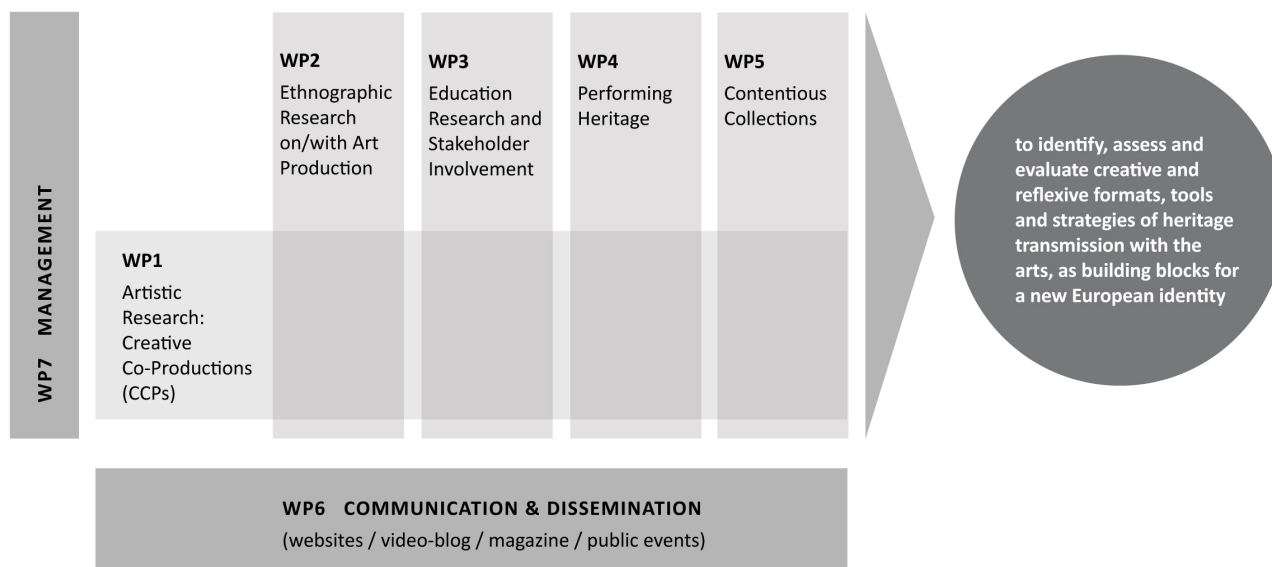 WP7 MANAGEMENT
WP2
Ethnographic
Research
on/with Art
Production
WP3
Education
Research and
Stakeholder
Involvement
WP4
Performing
Heritage
WP5
Contentious
Collections
WP1
Artistic
Research:
Creative
Co-Productions
(CCPs)
to identify, assess and
evaluate creative and
reflexive formats, tools
and strategies of heritage
transmission with the
arts, as building blocks for
a new European identity
WP6 COMMUNICATION & DISSEMINATION
(websites / video-blog / magazine / public events)